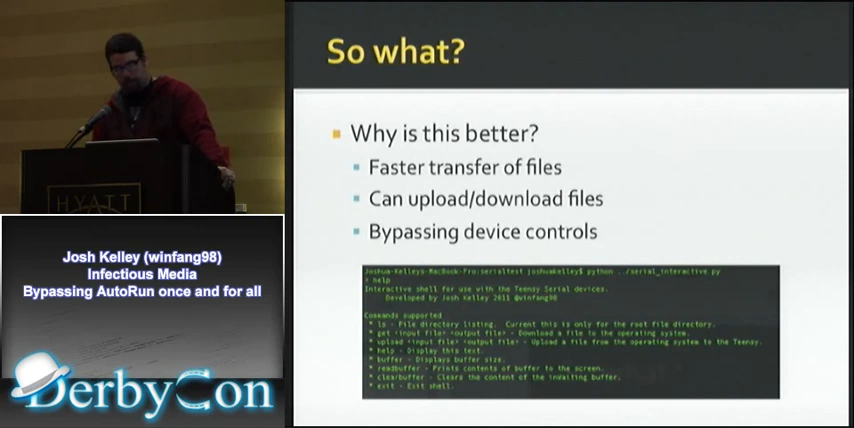 So what?
Why is this better?
Faster transfer of files
Can upload/download files
Bypassing device controls
Joshua-Kelleys-MacBook-Pro:serialtest joshuakelley$ python ../serial_interactive.py
> help
Interactive shell for use with the Teensy Serial devices.
Developed by Josh Kelley 2011 @winfang98
Commands supported
* ls - File directory listing. Current this is only for the root file directory.
* get <input file> <output file> - Download a file to the operating system.
* upload <input file> <output file> - Upload a file from the operating system to the Teensy.
* help - Display this text.
* buffer - Displays buffer size.
* readbuffer - Prints contents of buffer to the screen.
* clearbuffer - Clears the content of the inWaiting buffer.
* exit - Exit shell.
HYATT
Josh Kelley (winfang98)
Infectious Media
Bypassing AutoRun once and for all
DerbyCon